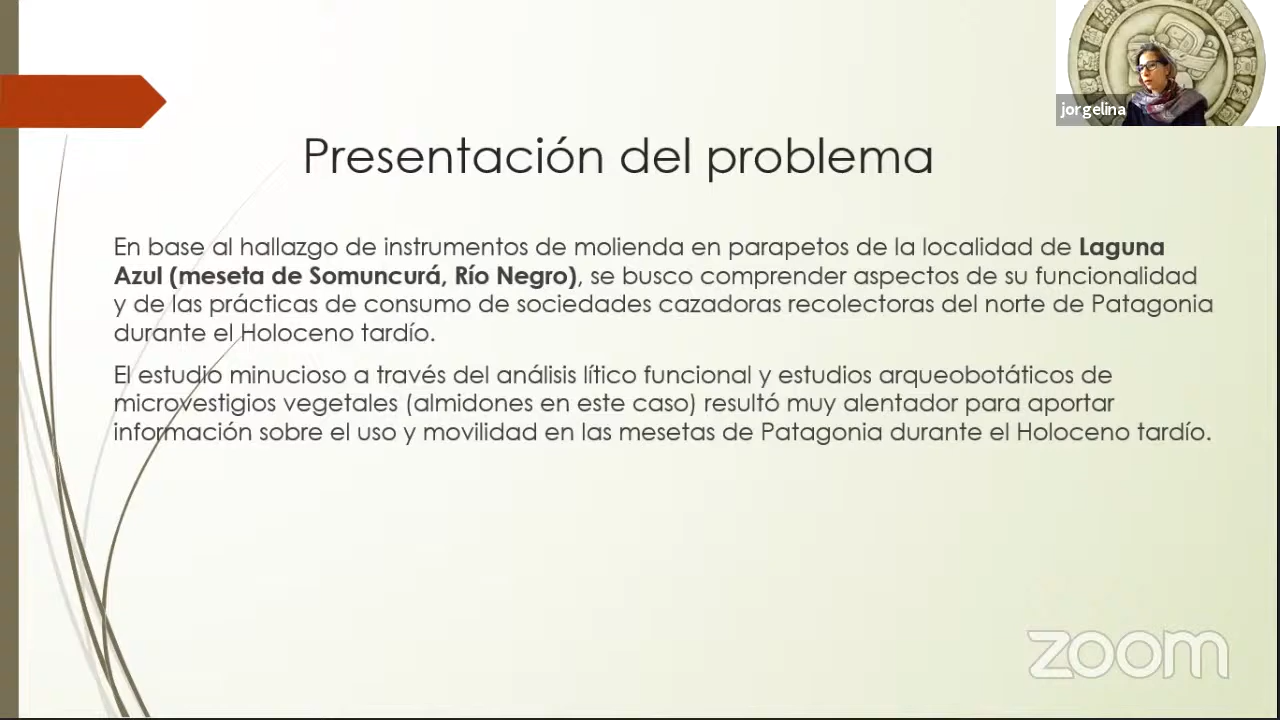 jorgelina
Presentación del problema
En base al hallazgo de instrumentos de molienda en parapetos de la localidad de Laguna
Azul (meseta de Somuncurá, Río Negro), se busco comprender aspectos de su funcionalidad
y de las prácticas de consumo de sociedades cazadoras recolectoras del norte de Patagonia
durante el Holoceno tardío.
El estudio minucioso a través del análisis lítico funcional y estudios arqueobotáticos de
microvestigios vegetales (almidones en este caso) resultó muy alentador para aportar
información sobre el uso y movilidad en las mesetas de Patagonia durante el Holoceno tardío.
zoom